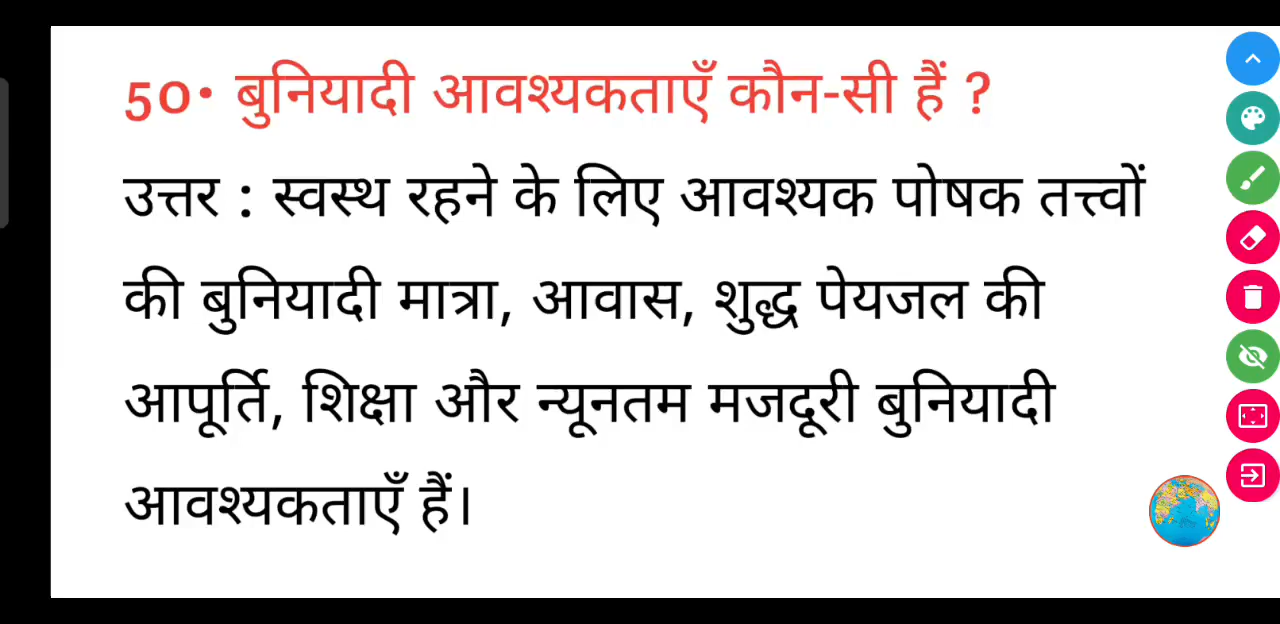 50• बुनियादी आवश्यकताएँ कौन-सी हैं ?
उत्तर : स्वस्थ रहने के लिए आवश्यक पोषक तत्त्वों
की बुनियादी मात्रा, आवास, शुद्ध पेयजल की
आपूर्ति, शिक्षा और न्यूनतम मजदूरी बुनियादी
आवश्यकताएँ हैं।